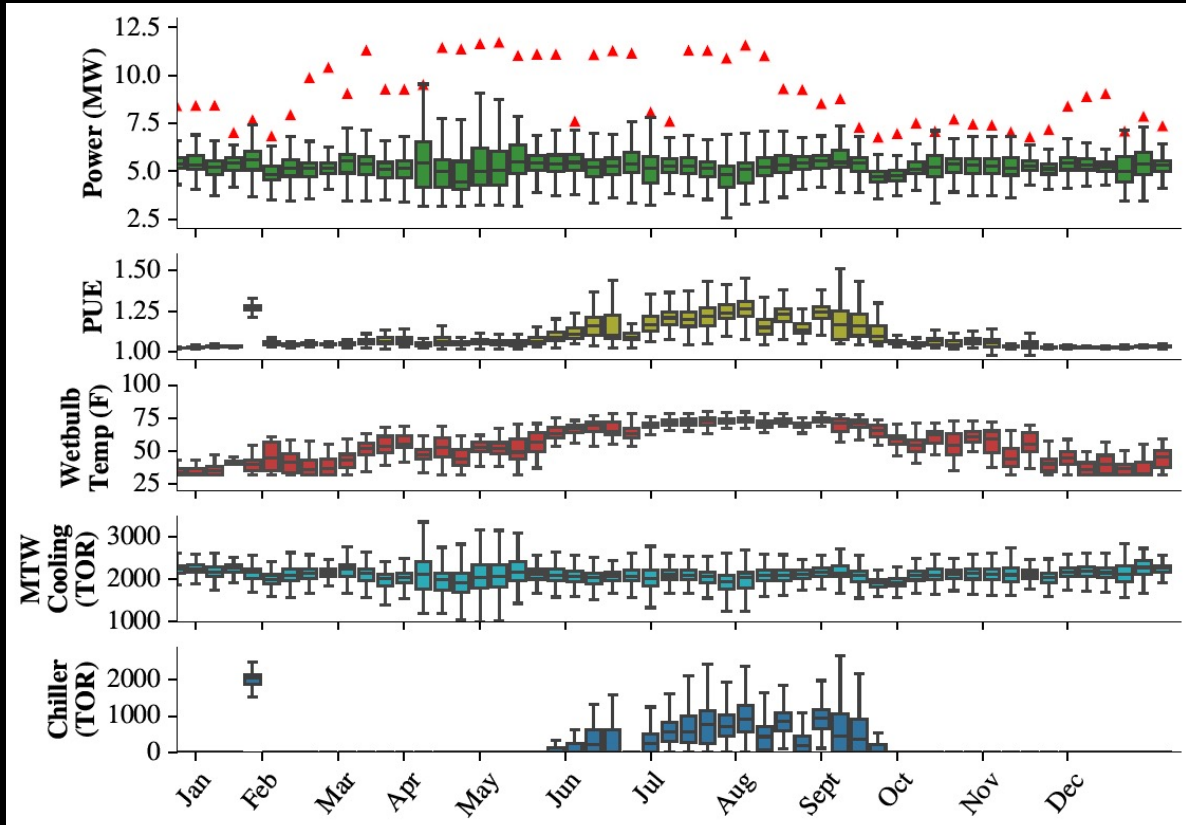 Power (MW)
12.5
10.0
7.5
5.0
2.5
PUE
1.50
1.25
1.00
Wetbulb
Temp (F)
100
75
50
25
MTW
Cooling
(TOR)
3000
2000
1000
Chiller
(TOR)
2000
1000
0
Jan Feb Mar Apr May Jun Jul Aug Sept Oct Nov Dec